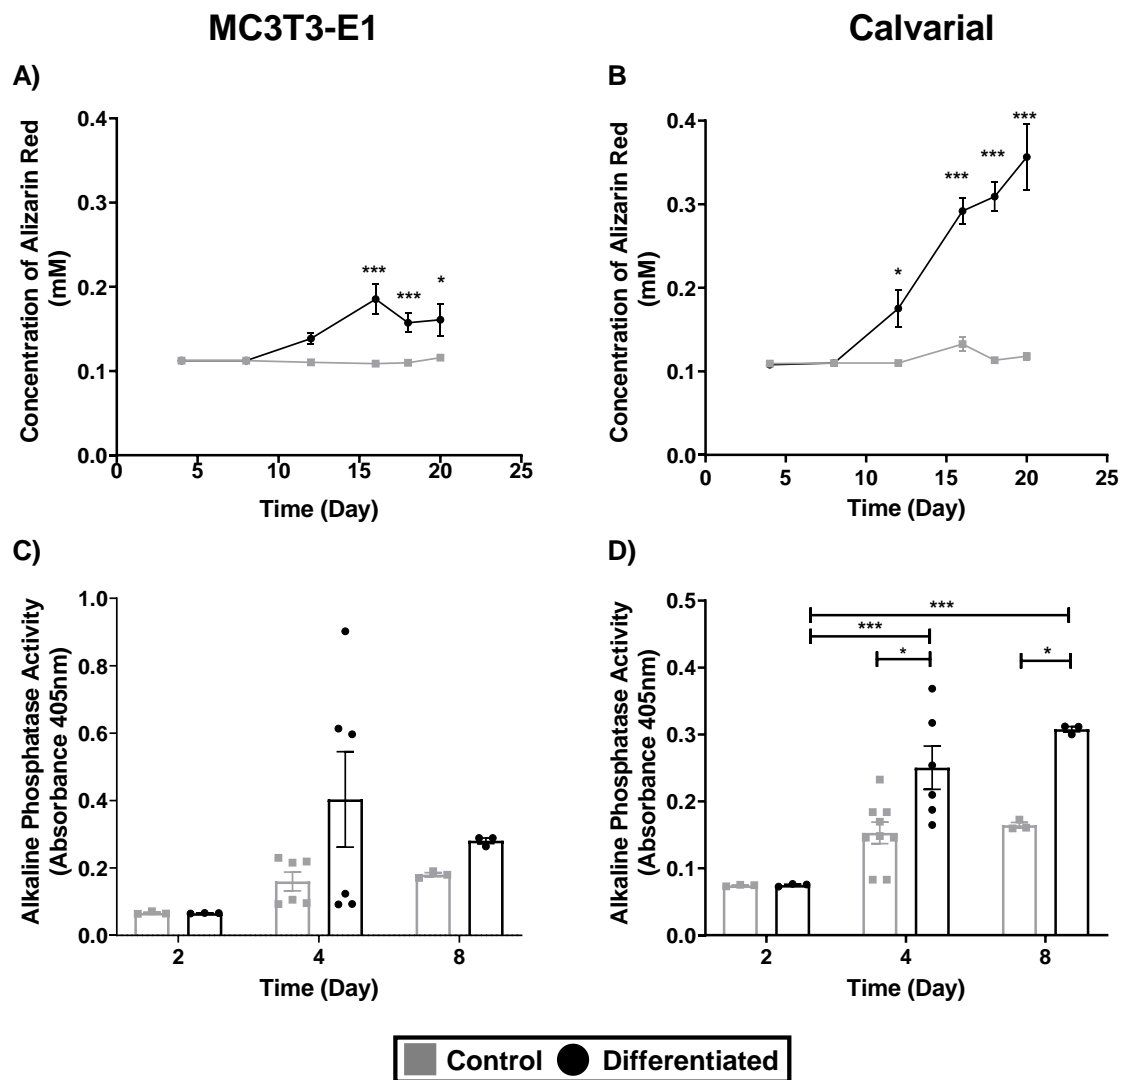 MC3T3-E1
Calvarial
A)
Concentration of Alizarin Red
(mM)
0.4
0.3
0.2
0.1
0.0
***
***
*
0
5
10
15
20
25
Time (Day)
B
Concentration of Alizarin Red
(mM)
0.4
0.3
0.2
0.1
0.0
*
***
***
***
0
5
10
15
20
25
Time (Day)
C)
Alkaline Phosphatase Activity
(Absorbance 405nm)
1.0
0.8
0.6
0.4
0.2
0.0
2
4
8
Time (Day)
D)
Alkaline Phosphatase Activity
(Absorbance 405nm)
0.5
0.4
0.3
0.2
0.1
0.0
***
***
*
*
2
4
8
Time (Day)
Control
Differentiated